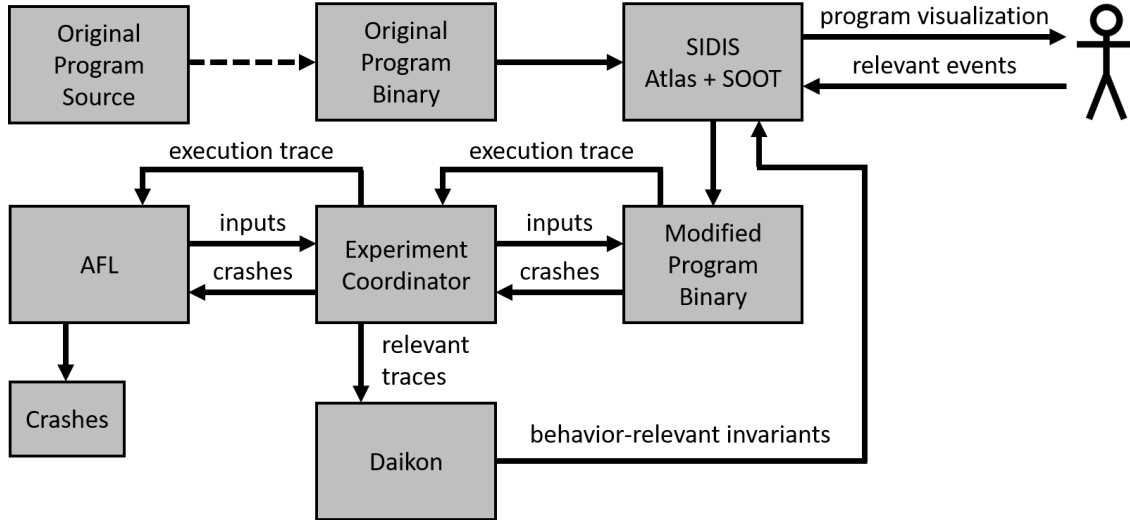 Original
Program
Source
Original
Program
Binary
SIDIS
Atlas + SOOT
program visualization
relevant events
execution trace
execution trace
AFL
inputs
crashes
Experiment
Coordinator
inputs
crashes
Modified
Program
Binary
relevant
traces
Crashes
Daikon
behavior-relevant invariants